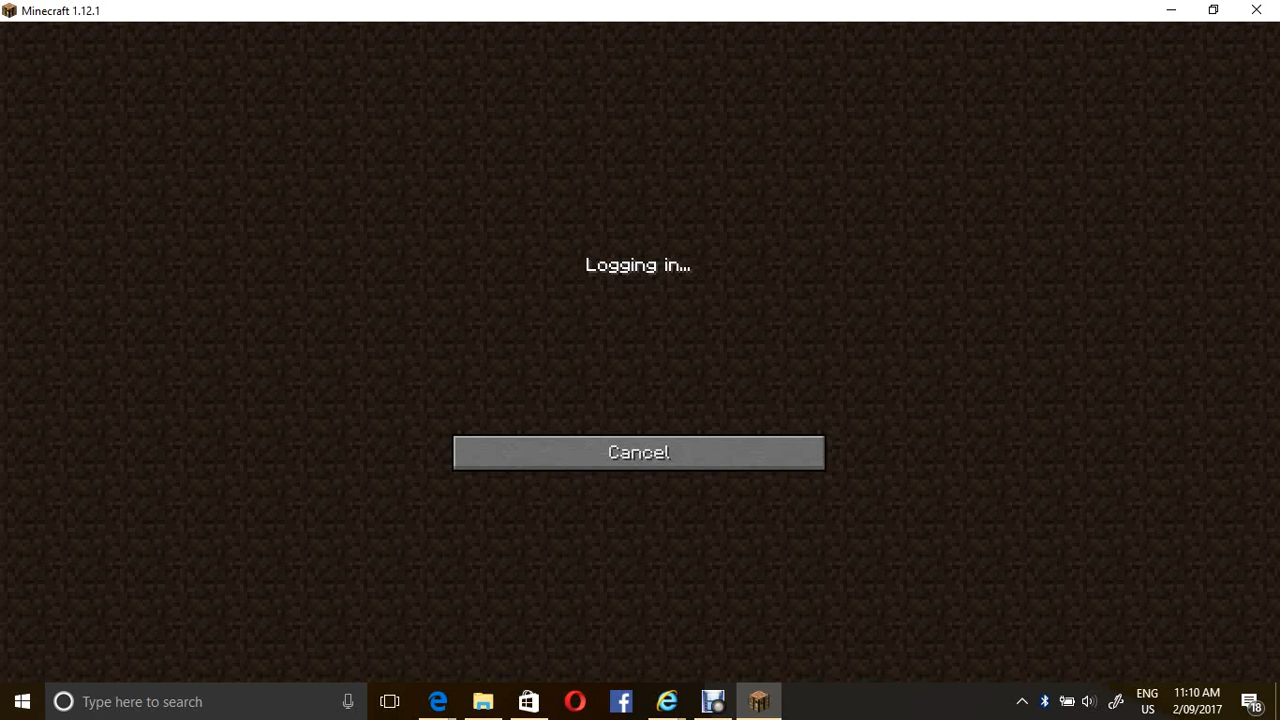 Minecraft 1.12.1
Logging in...
Cancel
Type here to search
ENG
US
11:10 AM
2/09/2017
18